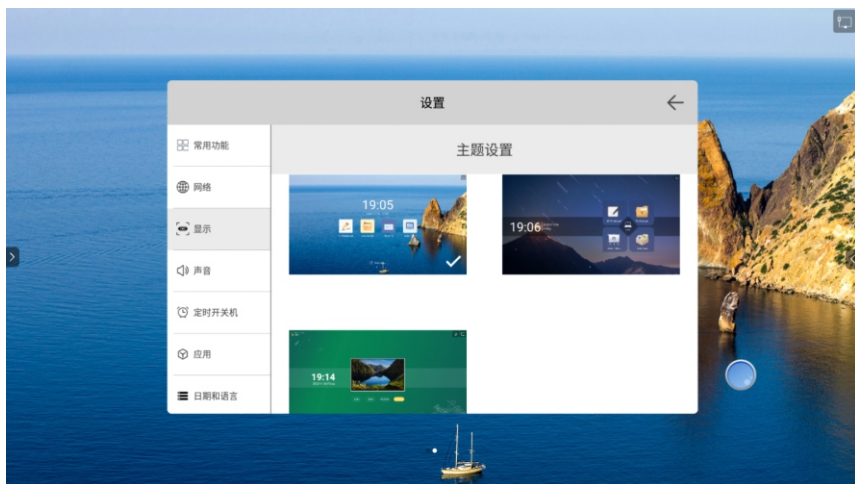 设置
主题设置
常用功能
网络
显示
声音
定时开关机
应用
日期和语言
19:05
19:06
19:14